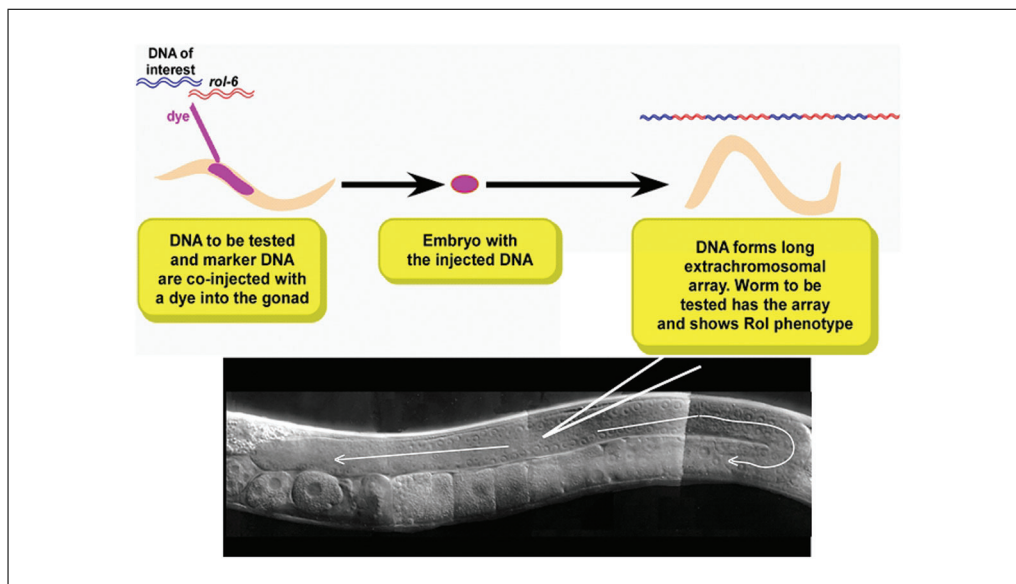 DNA of
interest
rol-6
dye
DNA to be tested
and marker DNA
are co-injected with
a dye into the gonad
Embryo with
the injected DNA
DNA forms long
extrachromosomal
array. Worm to be
tested has the array
and shows Rol phenotype